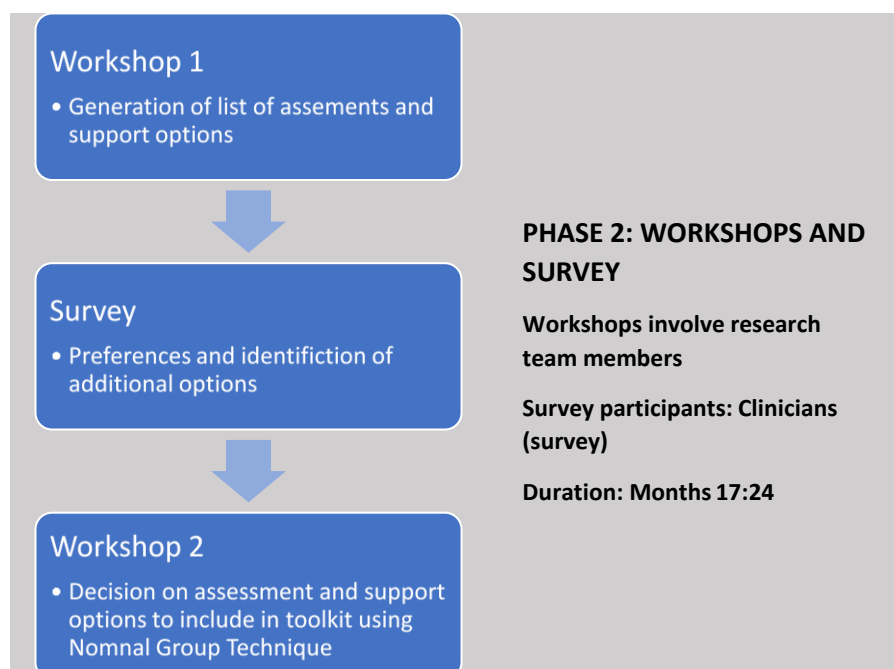 Workshop 1
• Generation of list of assements and
support options
Survey
• Preferences and identifiction of
additional options
Workshop 2
• Decision on assessment and support
options to include in toolkit using
Nomnal Group Technique
PHASE 2: WORKSHOPS AND
SURVEY
Workshops involve research
team members
Survey participants: Clinicians
(survey)
Duration: Months 17:24